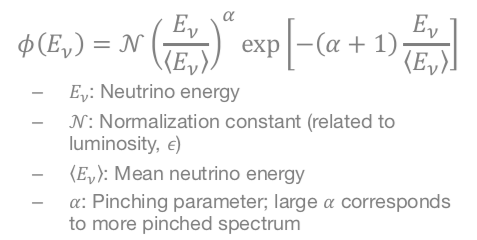 ϕ(E_ν) = 𝒩 (E_ν / ⟨E_ν⟩)^α exp [−(α + 1) E_ν / ⟨E_ν⟩]
– E_ν: Neutrino energy
– 𝒩: Normalization constant (related to
luminosity, ϵ)
– ⟨E_ν⟩: Mean neutrino energy
– α: Pinching parameter; large α corresponds
to more pinched spectrum